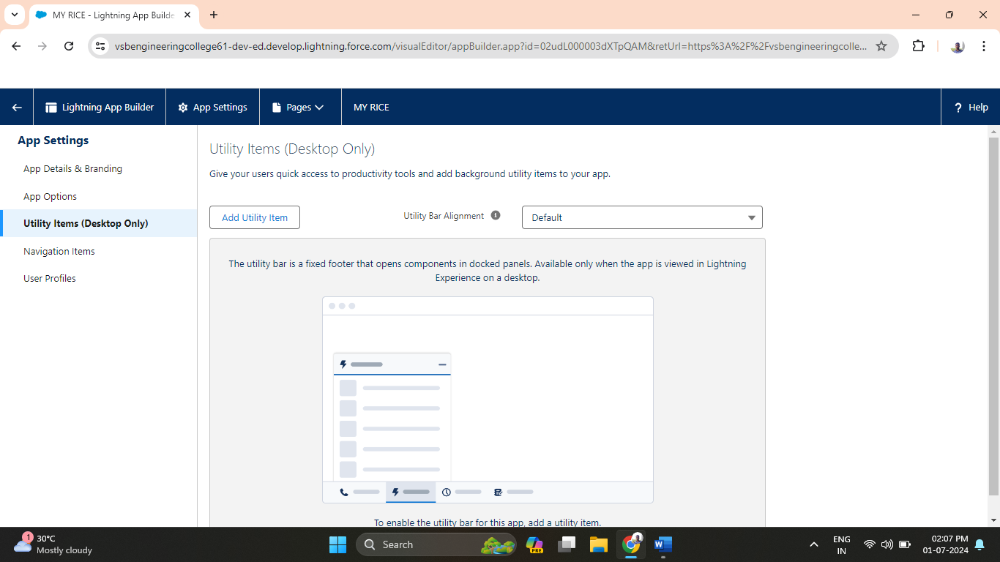 MY RICE - Lightning App Builde
vsbengineeringcollege61-dev-ed.develop.lightning.force.com/visualEditor/appBuilder.app?id=02udL000003dXTpQAM&retUrl=https%3A%2F%2Fvsbengineeringcolle...
Lightning App Builder
App Settings
Pages
MY RICE
? Help
App Settings
App Details & Branding
App Options
Utility Items (Desktop Only)
Navigation Items
User Profiles
Utility Items (Desktop Only)
Give your users quick access to productivity tools and add background utility items to your app.
Add Utility Item
Utility Bar Alignment
Default
The utility bar is a fixed footer that opens components in docked panels. Available only when the app is viewed in Lightning
Experience on a desktop.
To enable the utility bar for this app, add a utility item.
1
30°C
Mostly cloudy
Search
PRE
W
ENG
IN
02:07 PM
01-07-2024